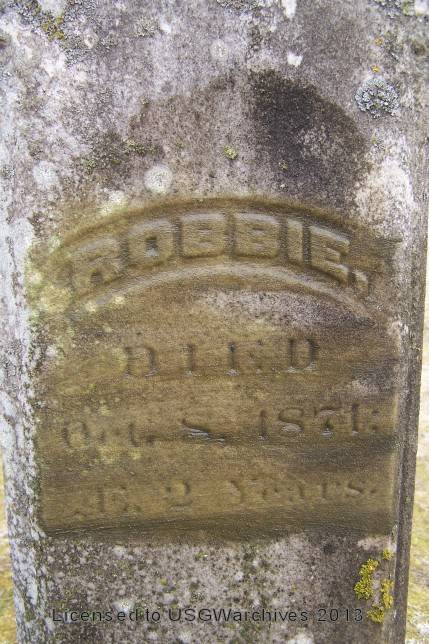 ROBBIE,
DIED
Oct. 8, 1871:
Æ. 2 Years.
Licensed to USGWarchives 2013